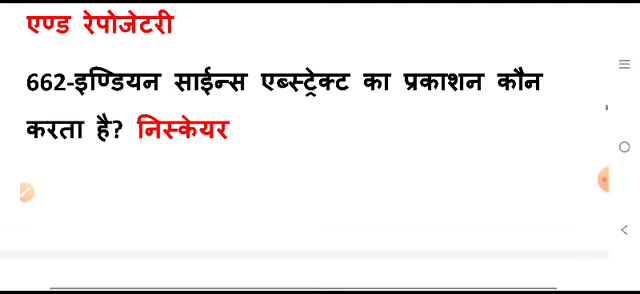 एण्ड रेपोजेटरी
662-इण्डियन साईन्स एब्स्ट्रेक्ट का प्रकाशन कौन
करता है? निस्केयर